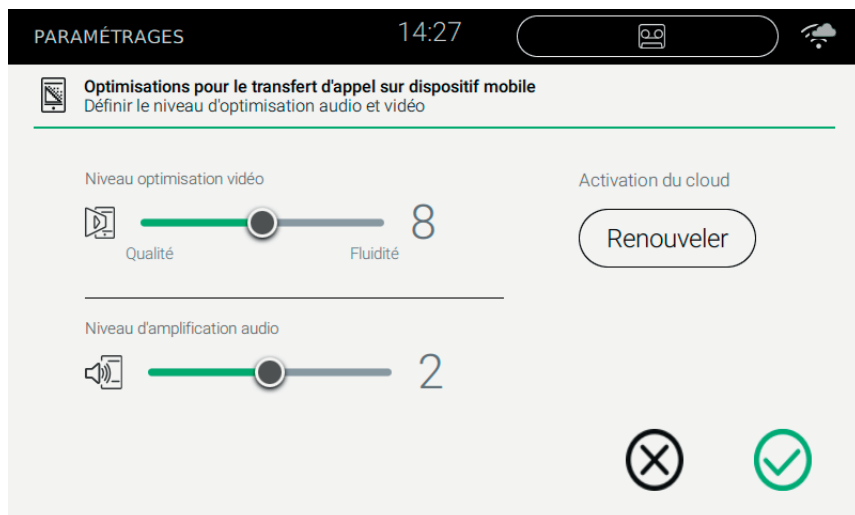 PARAMÉTRAGES
14:27
Optimisations pour le transfert d'appel sur dispositif mobile
Définir le niveau d'optimisation audio et vidéo
Niveau optimisation vidéo
8
Qualité
Fluidité
Activation du cloud
Renouveler
Niveau d'amplification audio
2